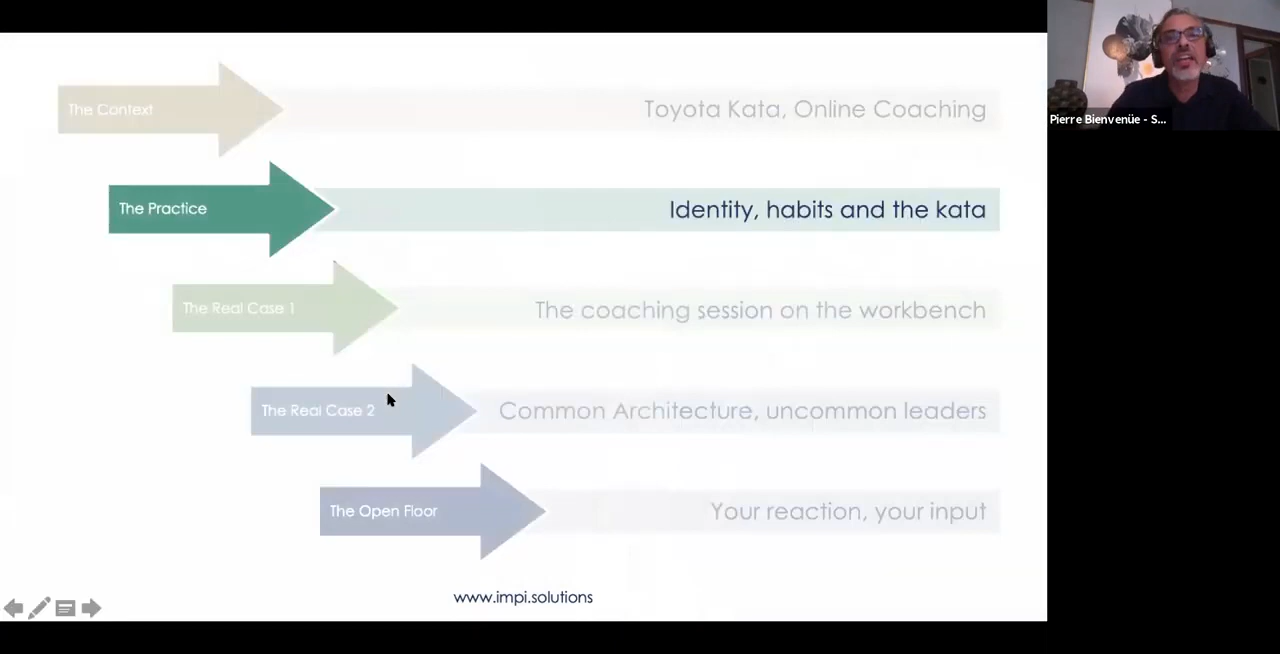 The Context
Toyota Kata, Online Coaching
Pierre Bienvenüe - S...
The Practice
Identity, habits and the kata
The Real Case 1
The coaching session on the workbench
The Real Case 2
Common Architecture, uncommon leaders
The Open Floor
Your reaction, your input
www.impi.solutions